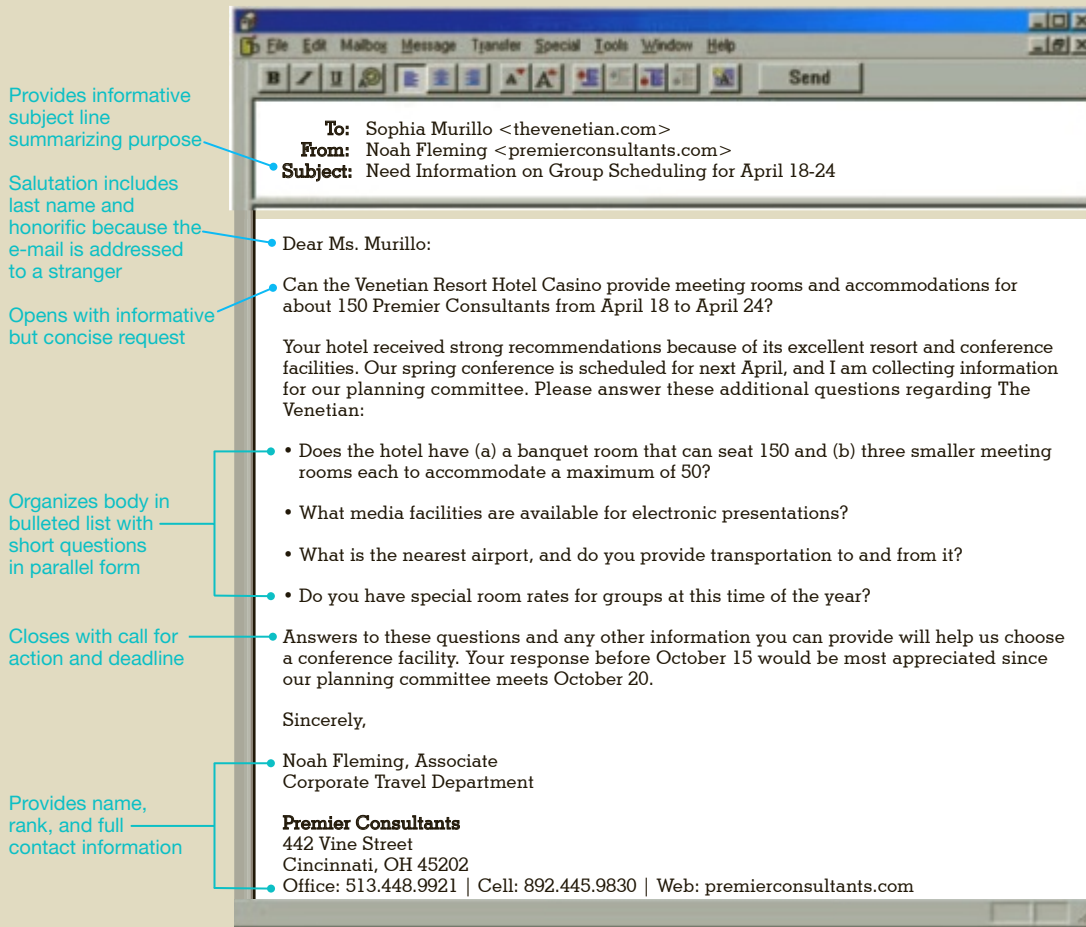 File Edit Mailbox Message Transfer Special Tools Window Help
B I U Send
Provides informative
subject line
summarizing purpose
To: Sophia Murillo <thevenetian.com>
From: Noah Fleming <premierconsultants.com>
Subject: Need Information on Group Scheduling for April 18-24
Salutation includes
last name and
honorific because the
e-mail is addressed
to a stranger
Dear Ms. Murillo:
Opens with informative
but concise request
Can the Venetian Resort Hotel Casino provide meeting rooms and accommodations for
about 150 Premier Consultants from April 18 to April 24?
Your hotel received strong recommendations because of its excellent resort and conference
facilities. Our spring conference is scheduled for next April, and I am collecting information
for our planning committee. Please answer these additional questions regarding The
Venetian:
Organizes body in
bulleted list with
short questions
in parallel form
• Does the hotel have (a) a banquet room that can seat 150 and (b) three smaller meeting
rooms each to accommodate a maximum of 50?
• What media facilities are available for electronic presentations?
• What is the nearest airport, and do you provide transportation to and from it?
• Do you have special room rates for groups at this time of the year?
Closes with call for
action and deadline
Answers to these questions and any other information you can provide will help us choose
a conference facility. Your response before October 15 would be most appreciated since
our planning committee meets October 20.
Sincerely,
Provides name,
rank, and full
contact information
Noah Fleming, Associate
Corporate Travel Department
Premier Consultants
442 Vine Street
Cincinnati, OH 45202
Office: 513.448.9921 | Cell: 892.445.9830 | Web: premierconsultants.com